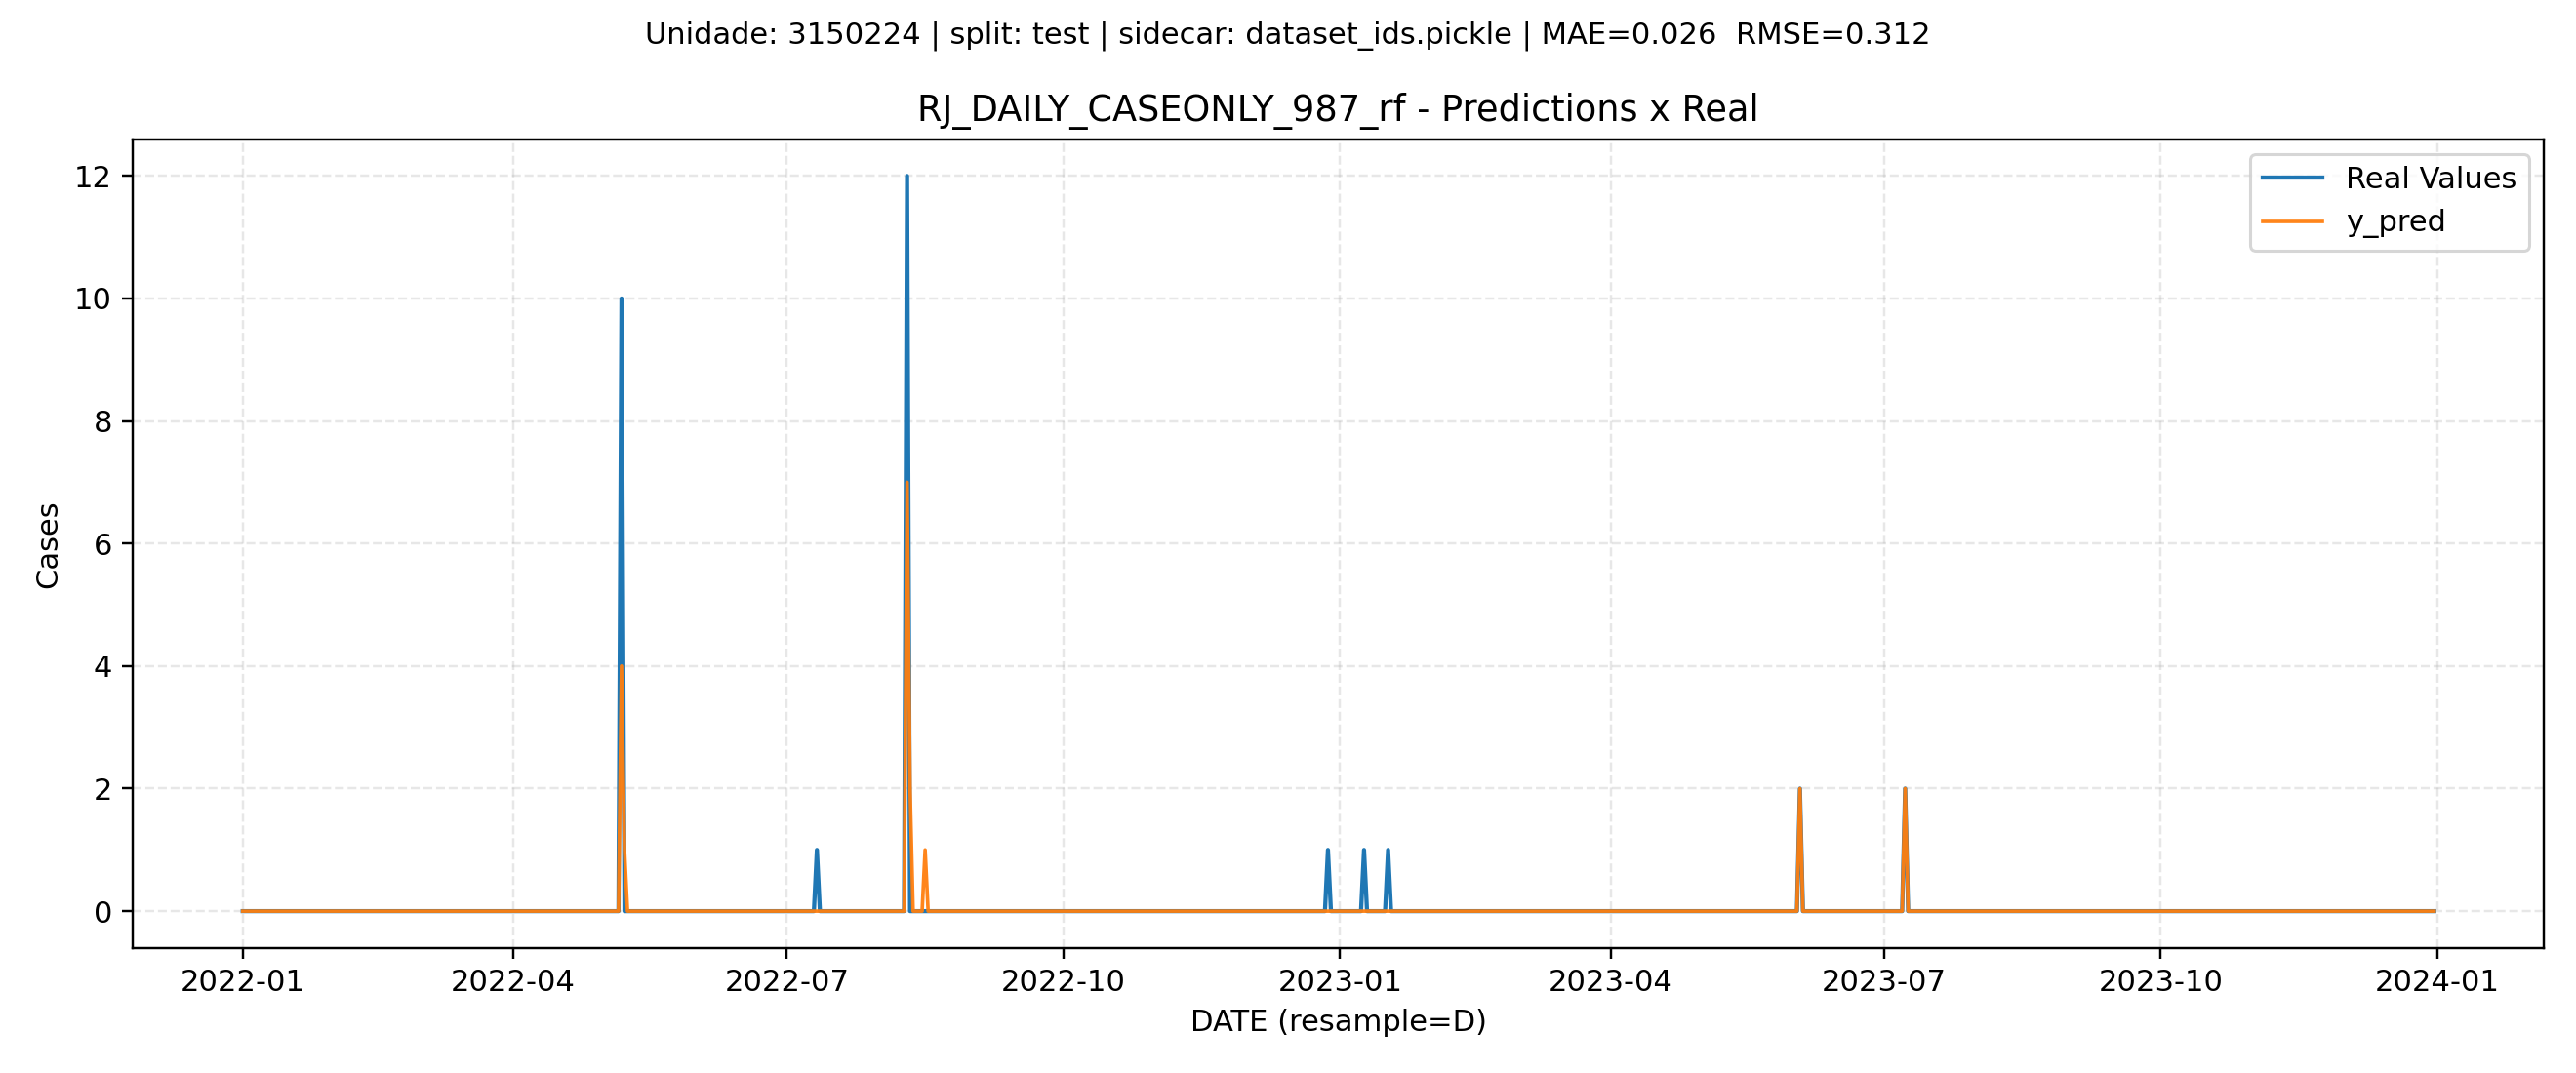 Unidade: 3150224 | split: test | sidecar: dataset_ids.pickle | MAE=0.026  RMSE=0.312
RJ_DAILY_CASEONLY_987_rf - Predictions x Real
Real Values
y_pred
12
10
8
6
4
2
0
Cases
2022-01
2022-04
2022-07
2022-10
2023-01
2023-04
2023-07
2023-10
2024-01
DATE (resample=D)